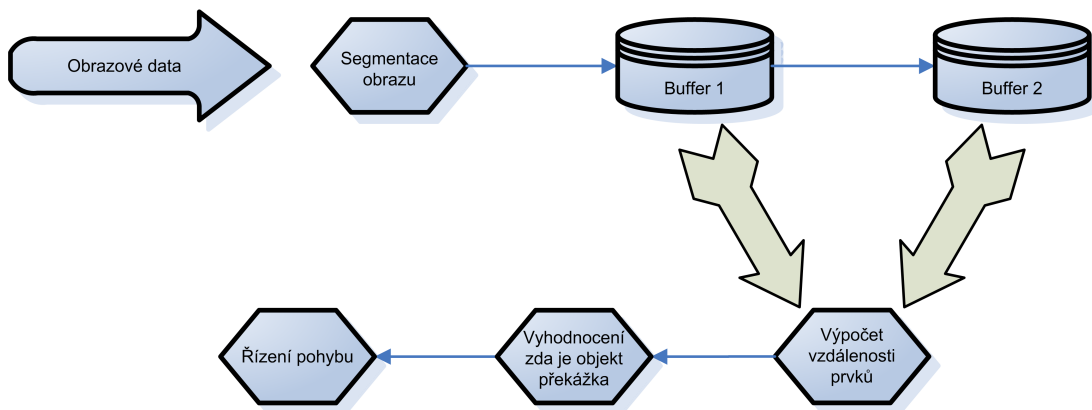 Obrazové data
Segmentace
obrazu
Buffer 1
Buffer 2
Řízení pohybu
Vyhodnocení
zda je objekt
překážka
Výpočet
vzdálenosti
prvků